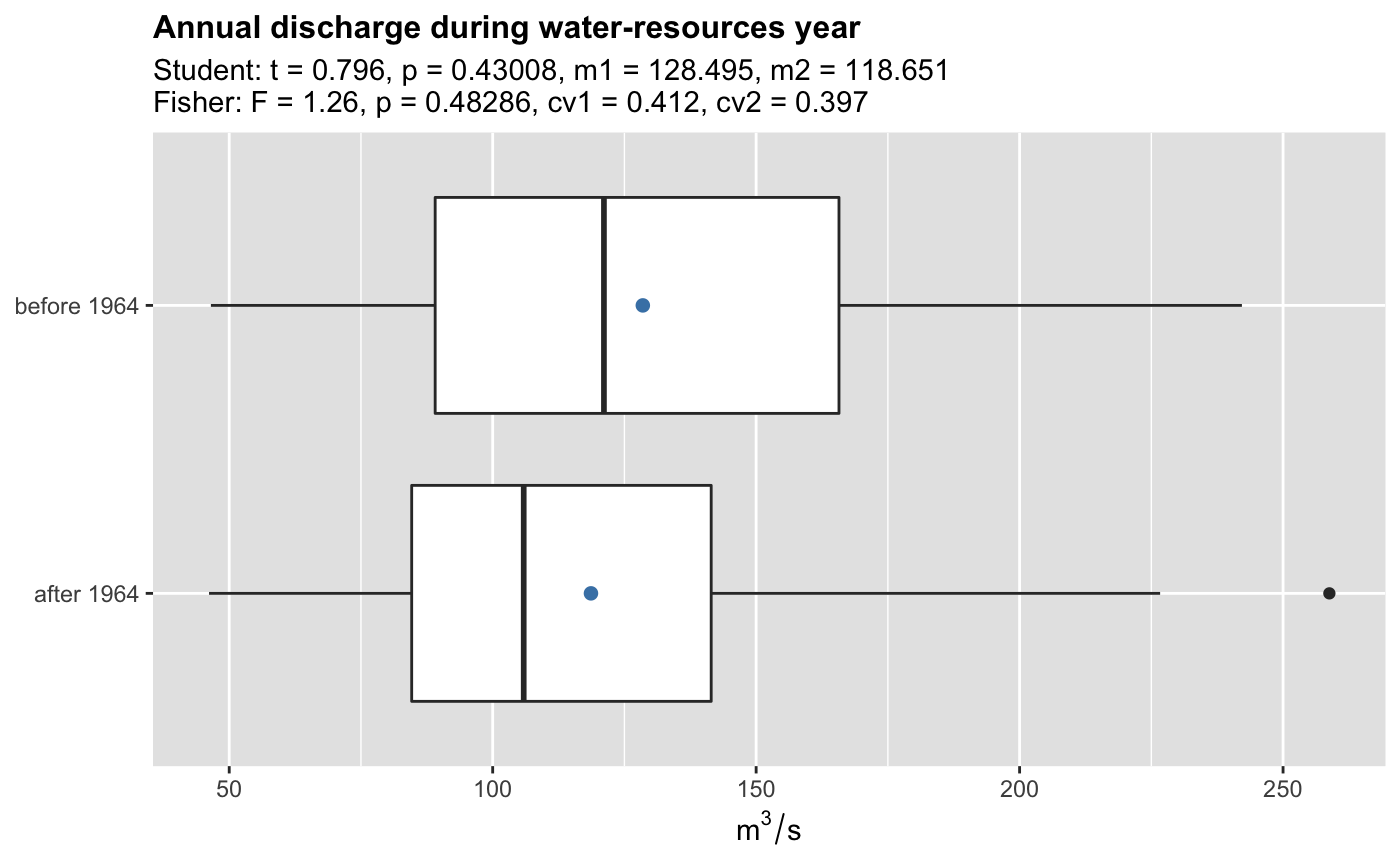 Annual discharge during water-resources year
Student: t = 0.796, p = 0.43008, m1 = 128.495, m2 = 118.651
Fisher: F = 1.26, p = 0.48286, cv1 = 0.412, cv2 = 0.397
before 1964
after 1964
50 100 150 200 250
m³/s